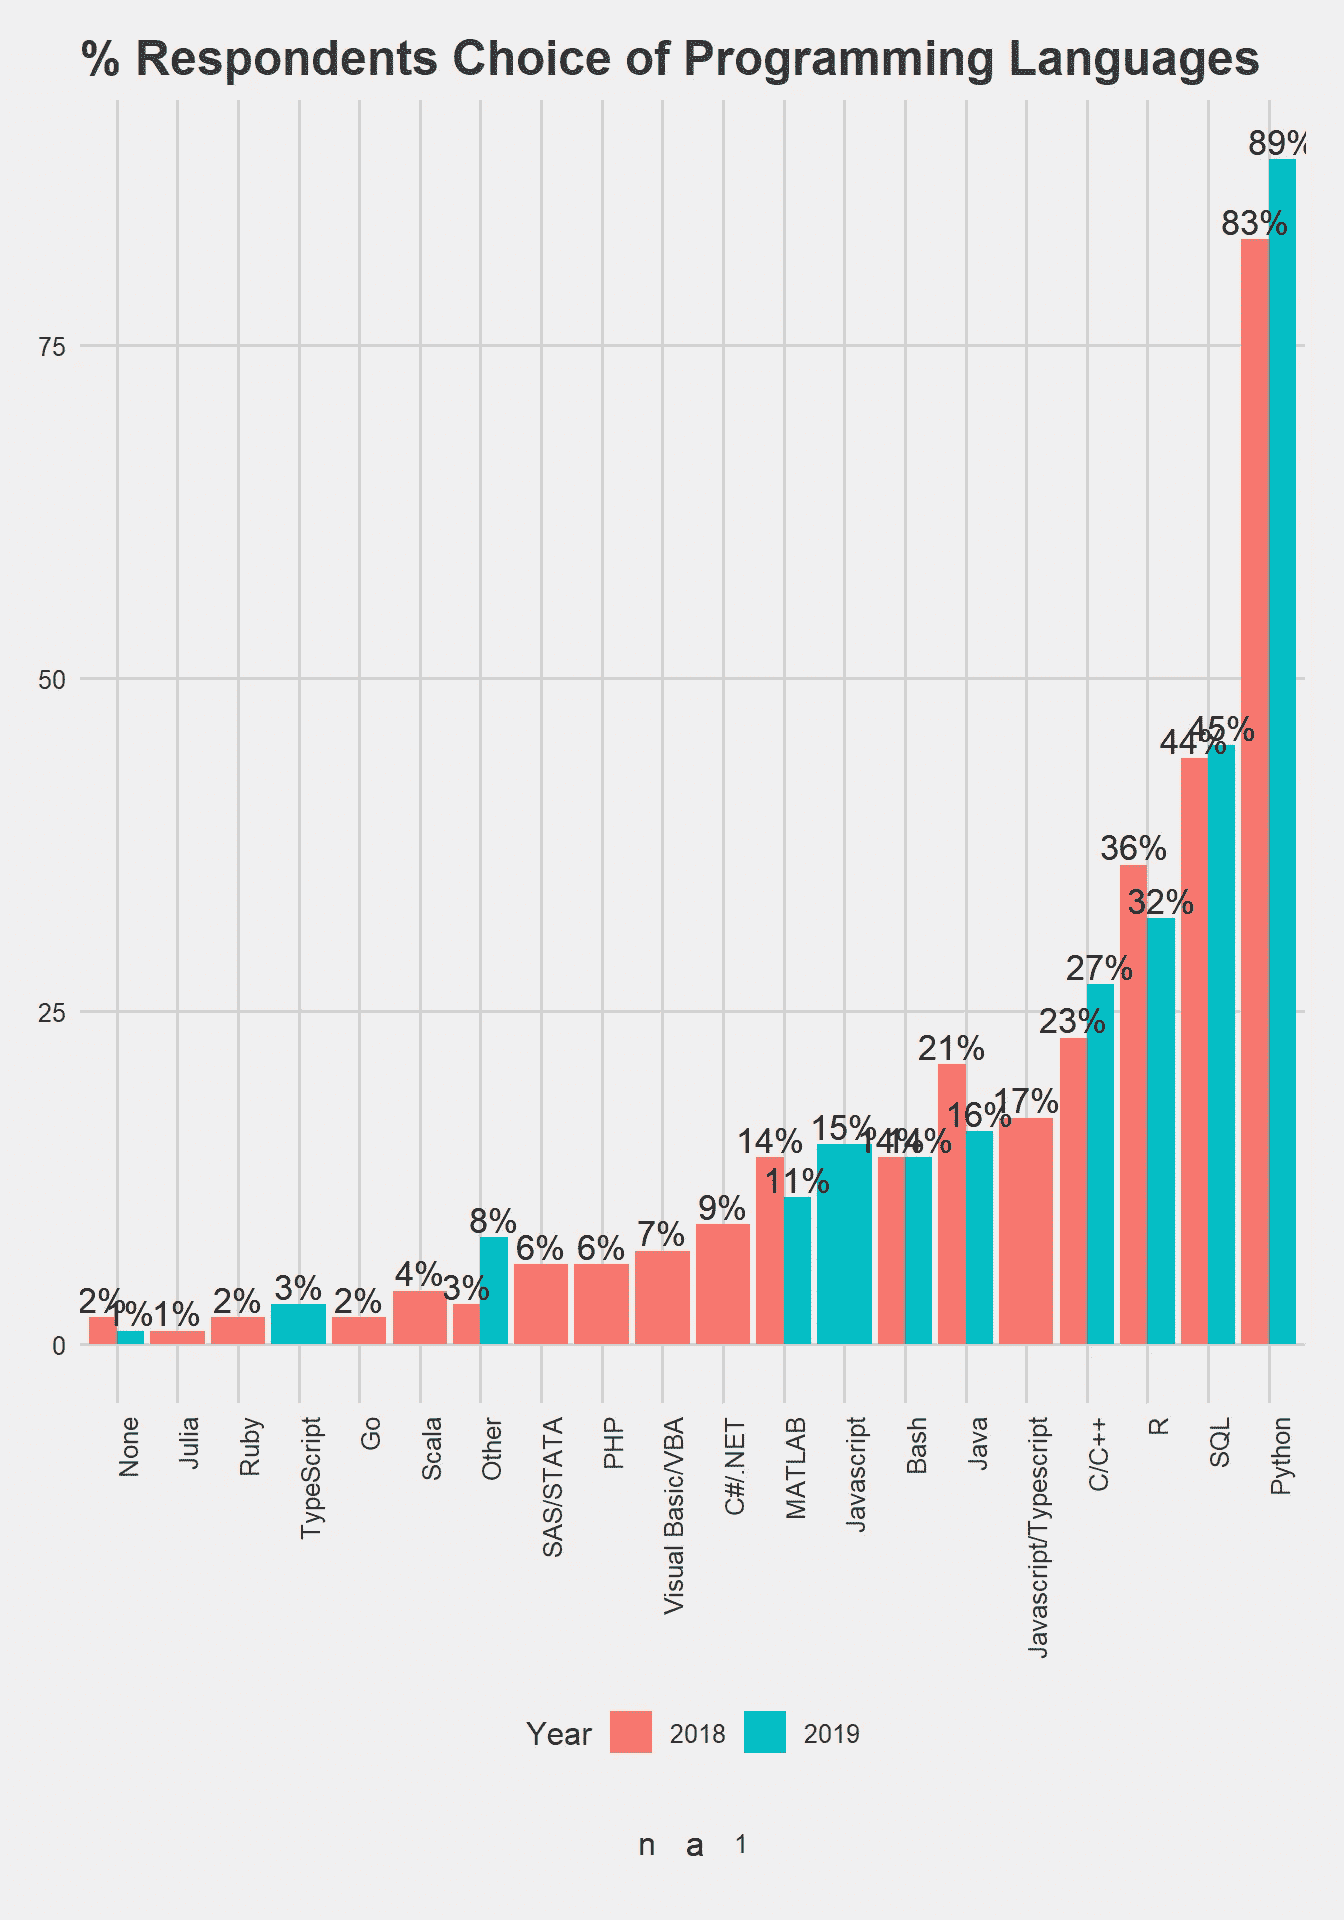 % Respondents Choice of Programming Languages
89%
83%
75
50
45%
44%
36%
32%
27%
25
23%
21%
17%
16%
15%
14%
14%
14%
11%
9%
8%
7%
6%
6%
4%
3%
3%
2%
2%
2%
1%
1%
0
None
Julia
Ruby
TypeScript
Go
Scala
Other
SAS/STATA
PHP
Visual Basic/VBA
C#/.NET
MATLAB
Javascript
Bash
Java
Javascript/Typescript
C/C++
R
SQL
Python
Year 2018 2019
n a 1